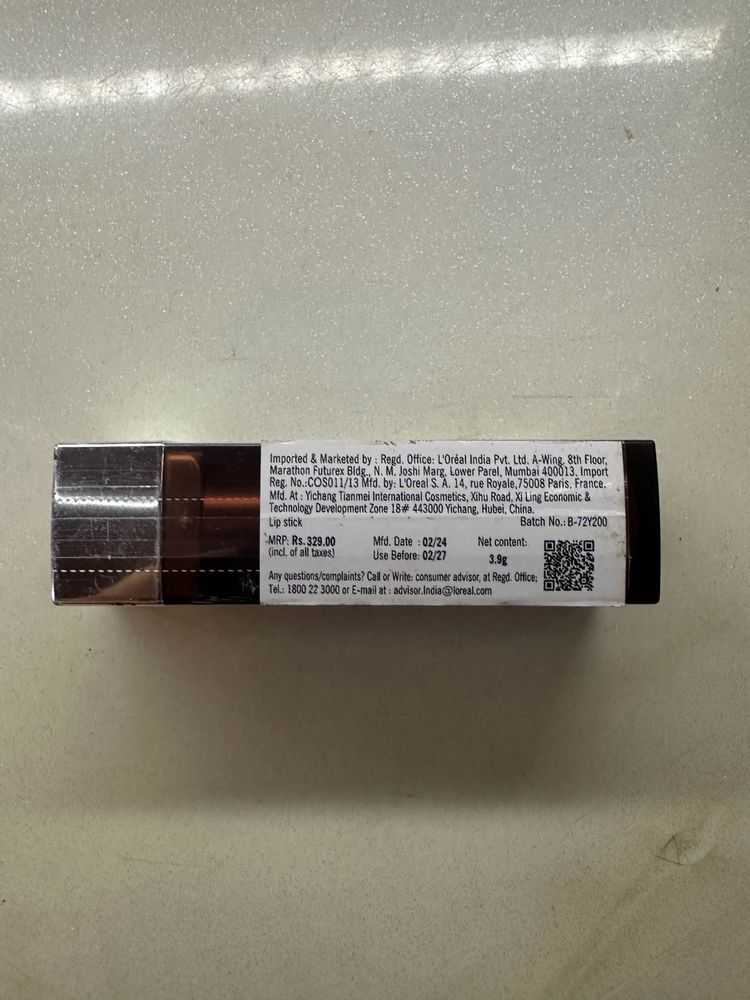 Imported & Marketed by : Regd. Office: L'Oréal India Pvt. Ltd. A-Wing, 8th Floor,
Marathon Futurex Bldg., N. M. Joshi Marg, Lower Parel, Mumbai 400013. Import
Reg. No.:COS011/13 Mfd. by: L'Oreal S. A. 14, rue Royale,75008 Paris, France.
Mfd. At : Yichang Tianmei International Cosmetics, Xihu Road, Xi Ling Economic &
Technology Development Zone 18# 443000 Yichang, Hubei, China.
Lip stick Batch No.: B-72Y200
MRP: Rs.329.00 Mfd. Date : 02/24 Net content:
(incl. of all taxes) Use Before: 02/27 3.9g
Any questions/complaints? Call or Write: consumer advisor, at Regd. Office;
Tel.: 1800 22 3000 or E-mail at : advisor.India@loreal.com